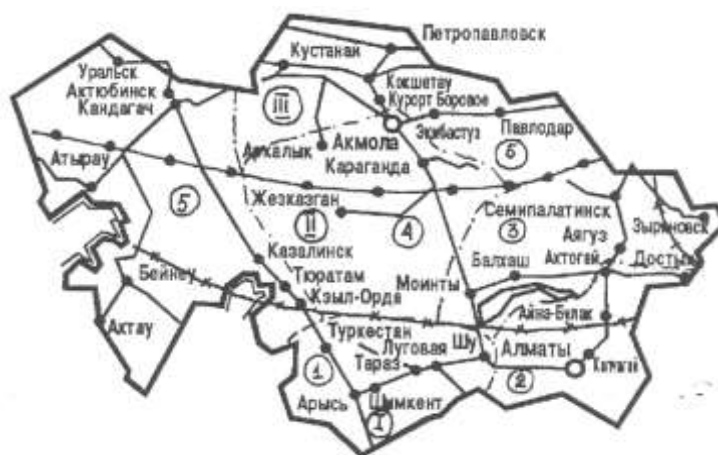 Петропавловск
Кустанай
Уральск
Актюбинск
Кандагач
Кокшетау
Курорт Боровое
III
Акмола
Экибастуз
Павлодар
Аркалык
Караганда
6
Атырау
5
Жезказган
II
4
Семипалатинск
3
Зыряновск
Аягуз
Казалинск
Балхаш
Актогай
Достык
Бейнеу
Тюратам
Моинты
Кзыл-Орда
Айна-Булак
Актау
Туркестан
Луговая
Шу
Алматы
1
Тараз
2
Капчагай
Арысь
Шымкент
I